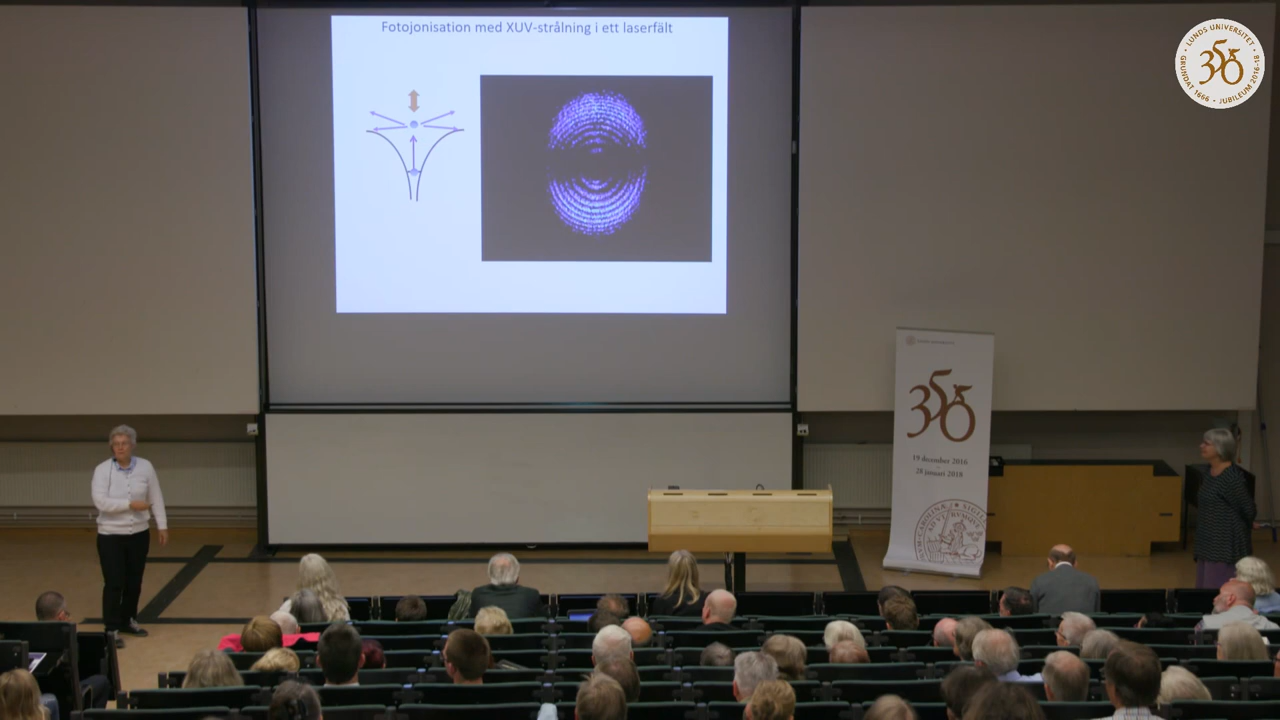 Fotojonisation med XUV-strålning i ett laserfält
LUNDS UNIVERSITET
350
GRUNDAT 1666 • JUBILEUM 2016-18
350
19 december 2016
28 januari 2018